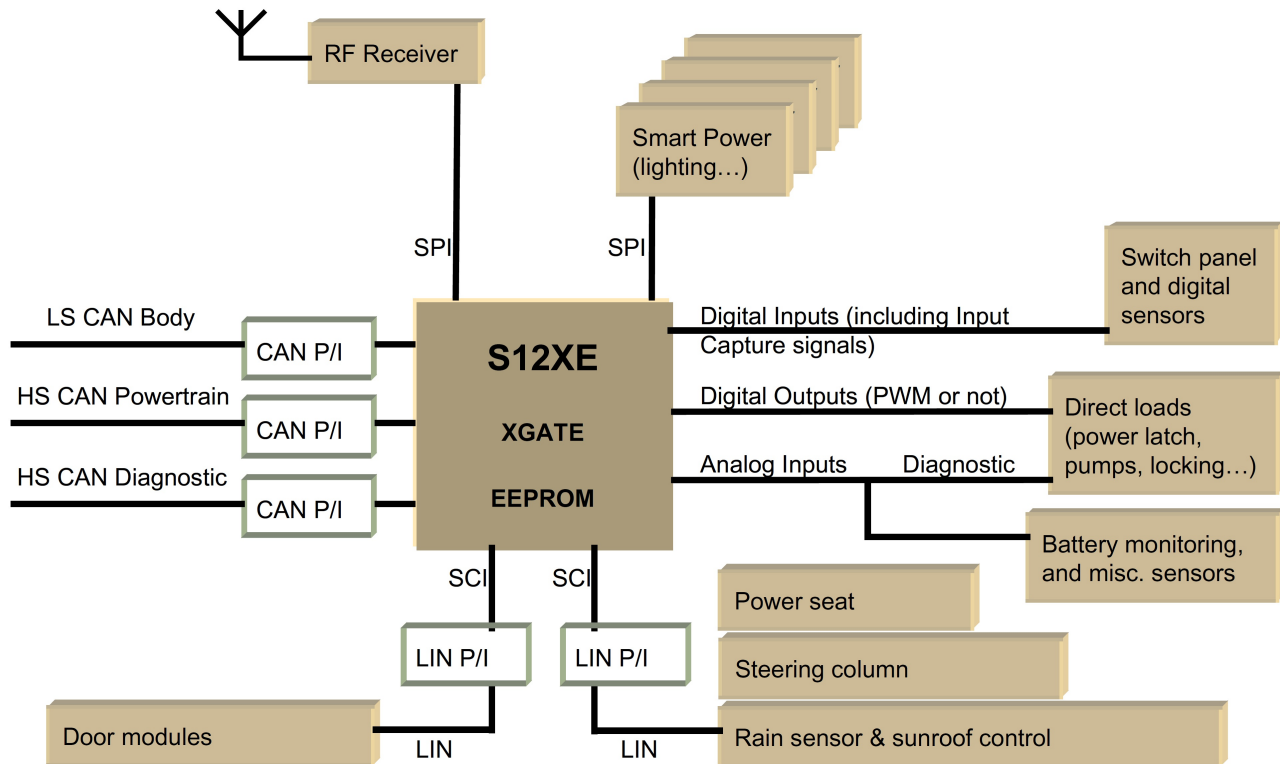 RF Receiver
Smart Power
(lighting…)
SPI
SPI
Switch panel
and digital
sensors
LS CAN Body
CAN P/I
HS CAN Powertrain
CAN P/I
HS CAN Diagnostic
CAN P/I
S12XE
XGATE
EEPROM
Digital Inputs (including Input
Capture signals)
Digital Outputs (PWM or not)
Analog Inputs
Diagnostic
Direct loads
(power latch,
pumps, locking…)
Battery monitoring,
and misc. sensors
SCI
SCI
LIN P/I
LIN P/I
Power seat
Steering column
Door modules
LIN
LIN
Rain sensor & sunroof control